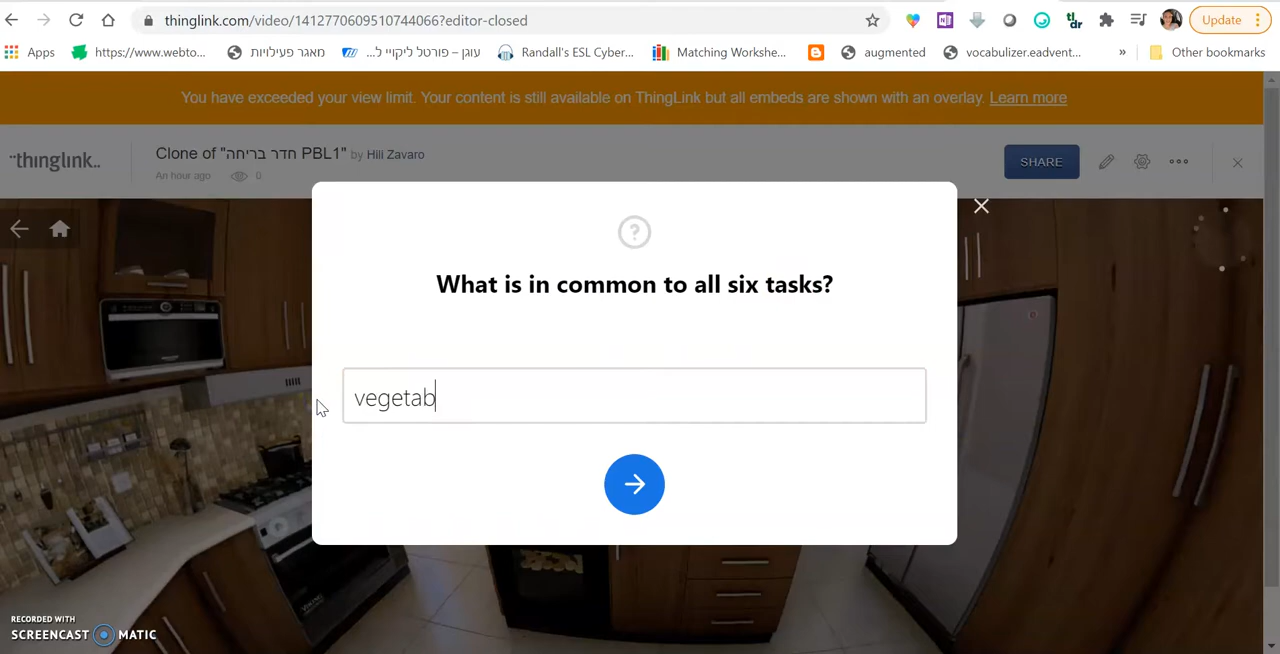 thinglink.com/video/1412770609510744066?editor-closed
Update
Apps
https://www.webto...
מאגר פעילויות
עוגן – פורטל ליקויי ל...
Randall's ESL Cyber...
Matching Workshe...
augmented
vocabulizer.eadvent...
»
Other bookmarks
You have exceeded your view limit. Your content is still available on ThingLink but all embeds are shown with an overlay. Learn more
thinglink..
Clone of "חדר בריחה PBL1" by Hili Zavaro
An hour ago 0
SHARE
What is in common to all six tasks?
vegetab
RECORDED WITH
SCREENCAST MATIC